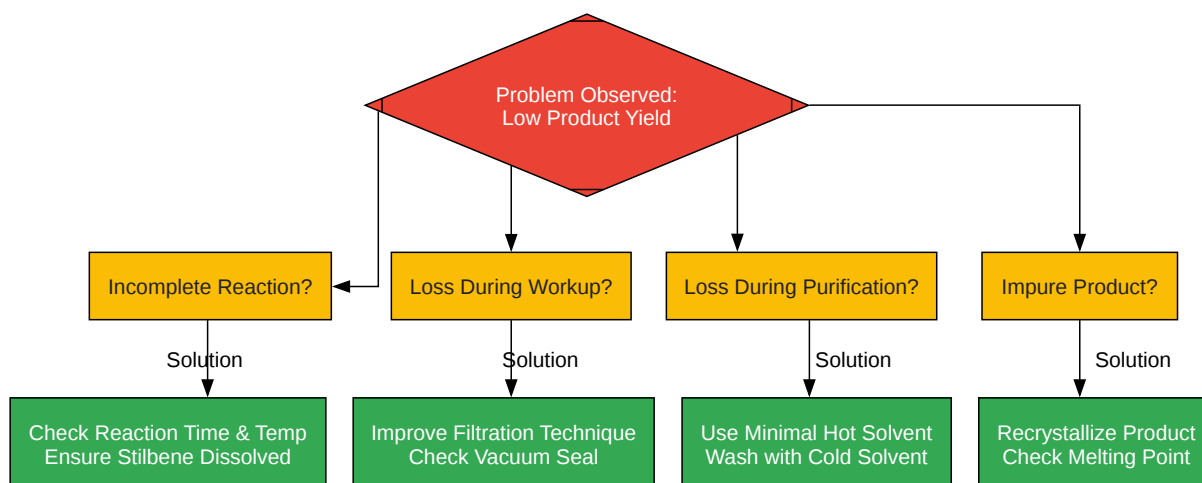 Problem Observed:
Low Product Yield
Incomplete Reaction?
Loss During Workup?
Loss During Purification?
Impure Product?
Solution
Solution
Solution
Solution
Check Reaction Time & Temp
Ensure Stilbene Dissolved
Improve Filtration Technique
Check Vacuum Seal
Use Minimal Hot Solvent
Wash with Cold Solvent
Recrystallize Product
Check Melting Point